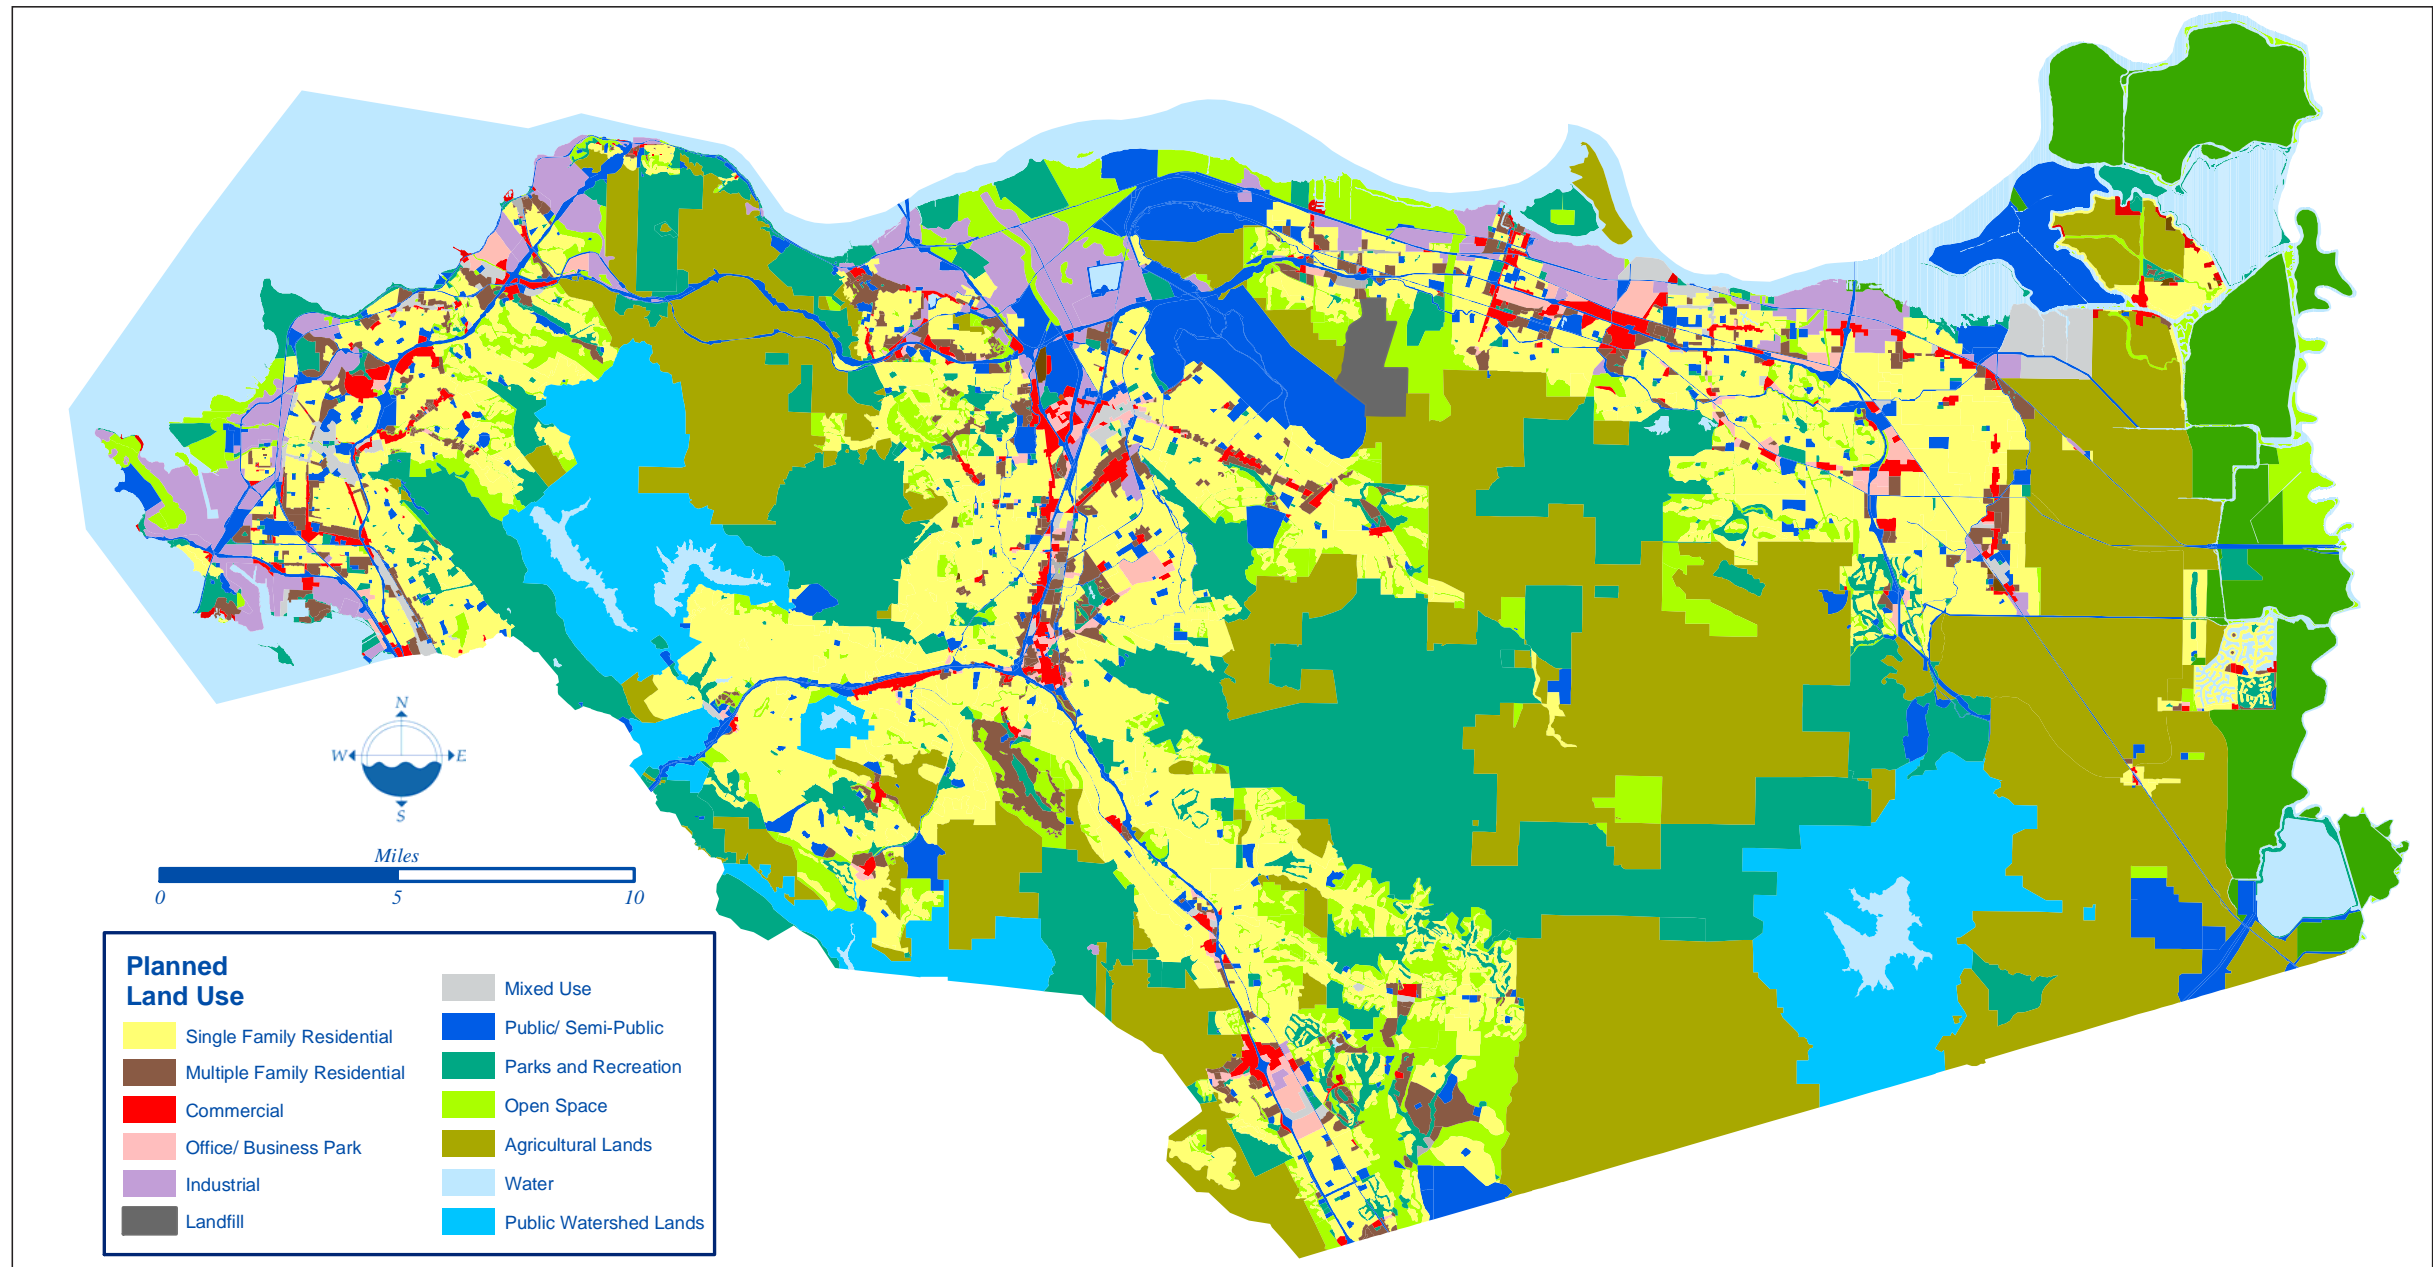 N
W
E
S
Miles
0
5
10
Planned
Land Use
Single Family Residential
Multiple Family Residential
Commercial
Office/ Business Park
Industrial
Landfill
Mixed Use
Public/ Semi-Public
Parks and Recreation
Open Space
Agricultural Lands
Water
Public Watershed Lands